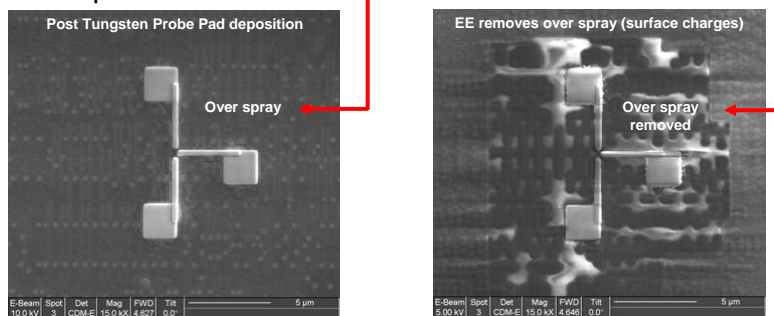 Post Tungsten Probe Pad deposition
Over spray
E-Beam Spot Det Mag FWD Tilt
10.0 kV 3 CDM-E 15.0 kX 4.627 0.0° 5 µm
EE removes over spray (surface charges)
Over spray
removed
E-Beam Spot Det Mag FWD Tilt
5.00 kV 3 CDM-E 15.0 kX 4.646 0.0° 5 µm